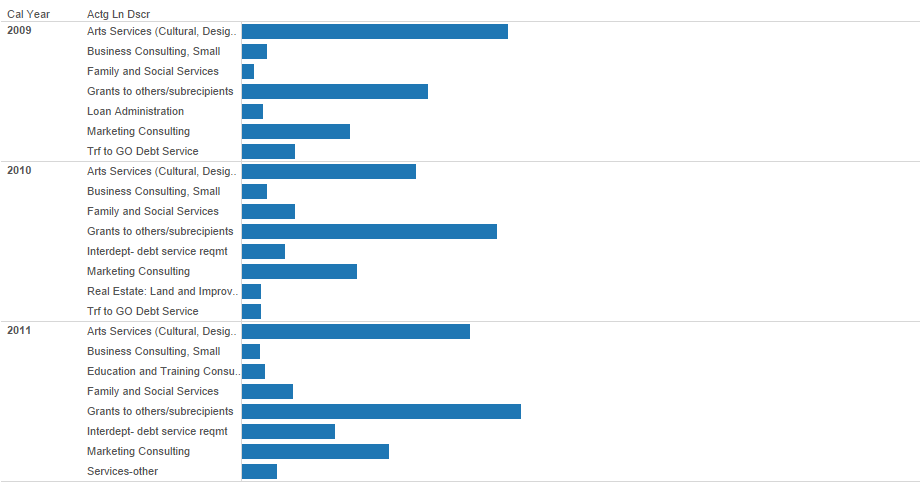 Cal Year Actg Ln Dscr
2009 Arts Services (Cultural, Desig..
Business Consulting, Small
Family and Social Services
Grants to others/subrecipients
Loan Administration
Marketing Consulting
Trf to GO Debt Service
2010 Arts Services (Cultural, Desig..
Business Consulting, Small
Family and Social Services
Grants to others/subrecipients
Interdept- debt service reqmt
Marketing Consulting
Real Estate: Land and Improv..
Trf to GO Debt Service
2011 Arts Services (Cultural, Desig..
Business Consulting, Small
Education and Training Consu..
Family and Social Services
Grants to others/subrecipients
Interdept- debt service reqmt
Marketing Consulting
Services-other